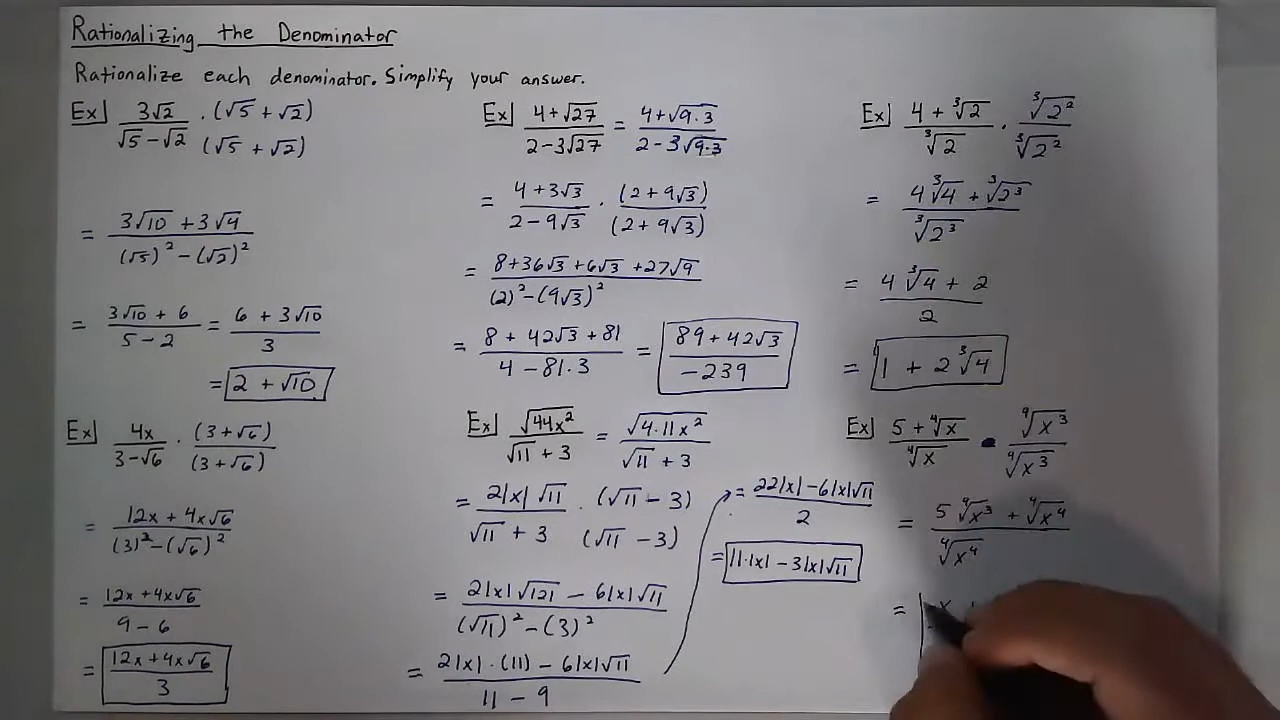 Rationalizing the Denominator
Rationalize each denominator. Simplify your answer.
Ex] 3√2 / (√5 − √2) · (√5 + √2) / (√5 + √2)
= (3√10 + 3√4) / ((√5)² − (√2)²)
= (3√10 + 6) / (5 − 2) = (6 + 3√10) / 3
= 2 + √10
Ex] 4x / (3 − √6) · (3 + √6) / (3 + √6)
= (12x + 4x√6) / ((3)² − (√6)²)
= (12x + 4x√6) / (9 − 6)
= (12x + 4x√6) / 3
Ex] (4 + √27) / (2 − 3√27) = (4 + √9·3) / (2 − 3√9·3)
= (4 + 3√3) / (2 − 9√3) · (2 + 9√3) / (2 + 9√3)
= (8 + 36√3 + 6√3 + 27√9) / ((2)² − (9√3)²)
= (8 + 42√3 + 81) / (4 − 81·3) = (89 + 42√3) / −239
Ex] √44x² / (√11 + 3) = √4·11x² / (√11 + 3)
= 2|x|√11 / (√11 + 3) · (√11 − 3) / (√11 − 3)
= (2|x|√121 − 6|x|√11) / ((√11)² − (3)²)
= (2|x|·(11) − 6|x|√11) / (11 − 9)
= (22|x| − 6|x|√11) / 2
= 11·|x| − 3|x|√11
Ex] (4 + ∛2) / ∛2 · ∛2² / ∛2²
= (4∛4 + ∛2³) / ∛2³
= (4∛4 + 2) / 2
= 1 + 2∛4
Ex] (5 + ∜x) / ∜x · ∜x³ / ∜x³
= (5∜x³ + ∜x⁴) / ∜x⁴
= x +